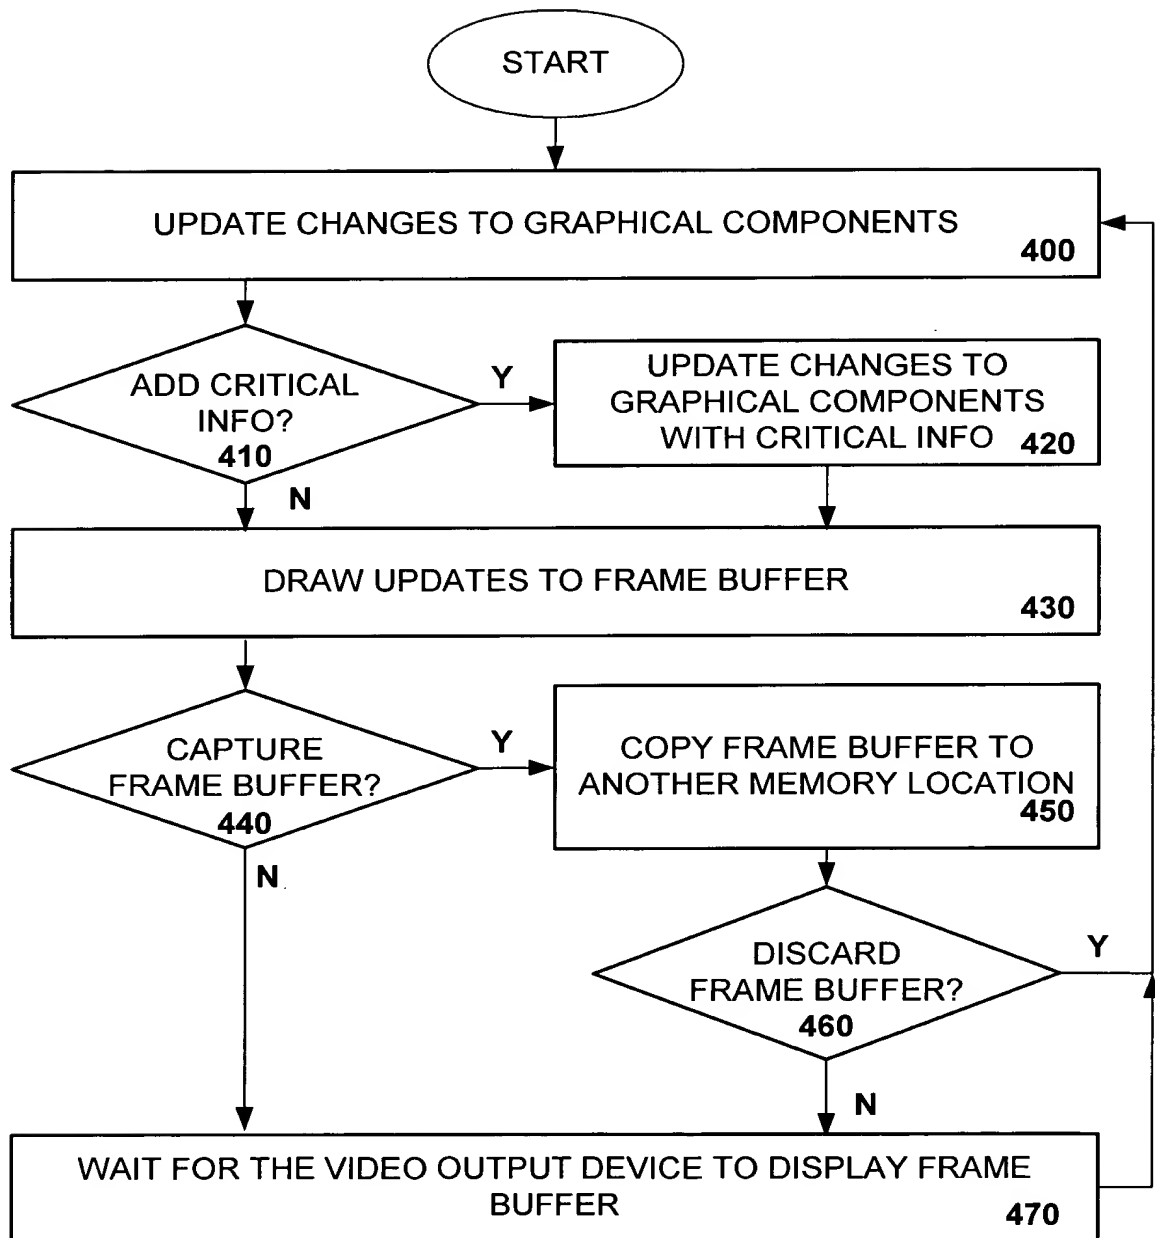 START
UPDATE CHANGES TO GRAPHICAL COMPONENTS
400
ADD CRITICAL
INFO?
410
Y
UPDATE CHANGES TO
GRAPHICAL COMPONENTS
WITH CRITICAL INFO
420
N
DRAW UPDATES TO FRAME BUFFER
430
CAPTURE
FRAME BUFFER?
440
Y
COPY FRAME BUFFER TO
ANOTHER MEMORY LOCATION
450
N
DISCARD
FRAME BUFFER?
460
Y
N
WAIT FOR THE VIDEO OUTPUT DEVICE TO DISPLAY FRAME
BUFFER
470